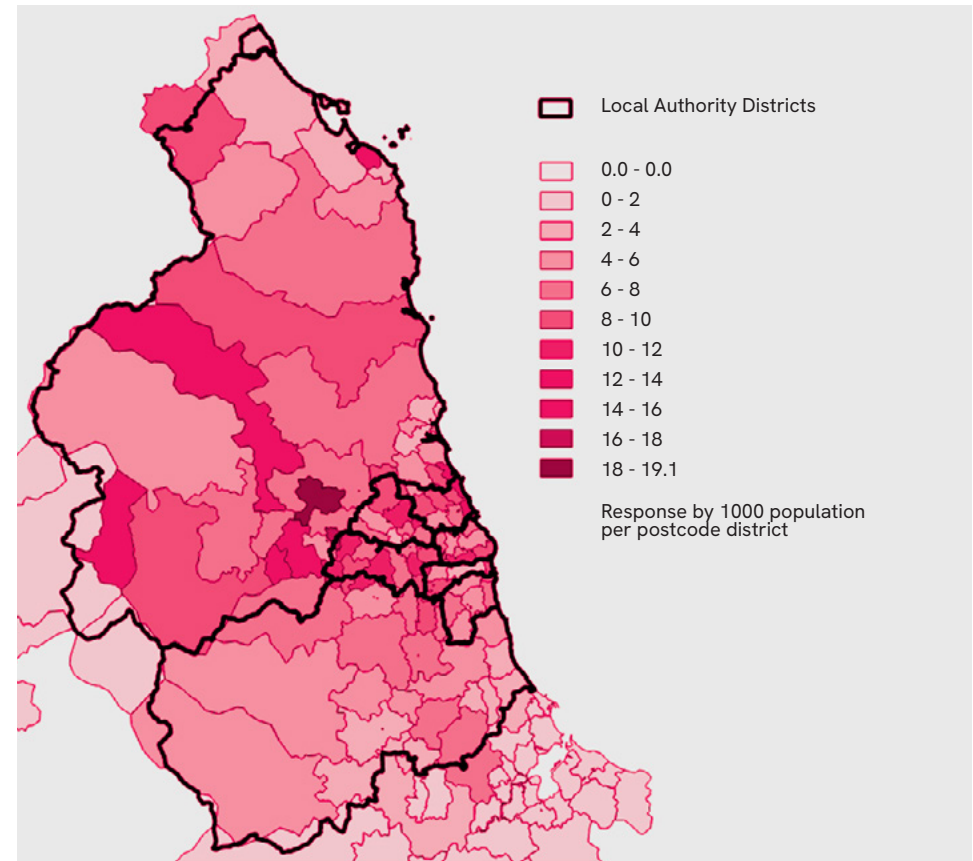 Local Authority Districts
0.0 - 0.0
0 - 2
2 - 4
4 - 6
6 - 8
8 - 10
10 - 12
12 - 14
14 - 16
16 - 18
18 - 19.1
Response by 1000 population
per postcode district